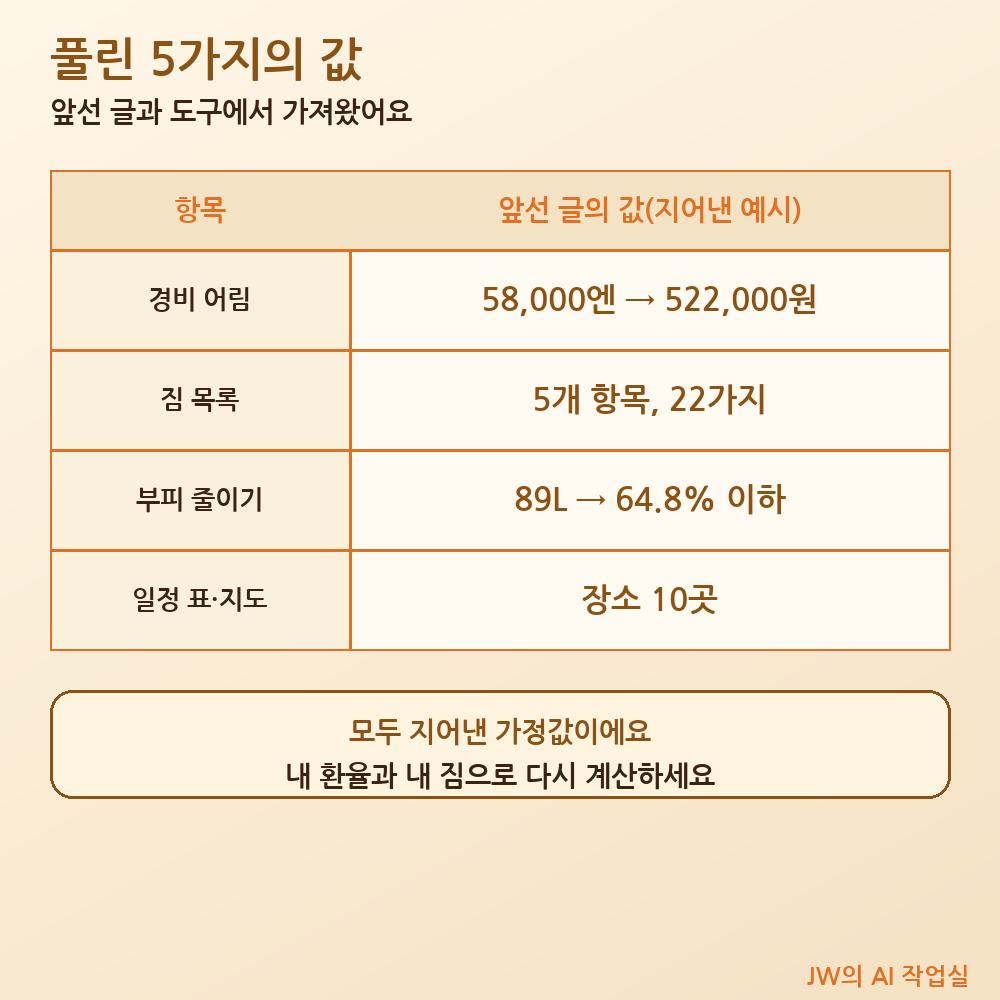 풀린 5가지의 값
앞선 글과 도구에서 가져왔어요
항목 앞선 글의 값(지어낸 예시)
경비 어림 58,000엔 → 522,000원
짐 목록 5개 항목, 22가지
부피 줄이기 89L → 64.8% 이하
일정 표·지도 장소 10곳
모두 지어낸 가정값이에요
내 환율과 내 짐으로 다시 계산하세요
JW의 AI 작업실